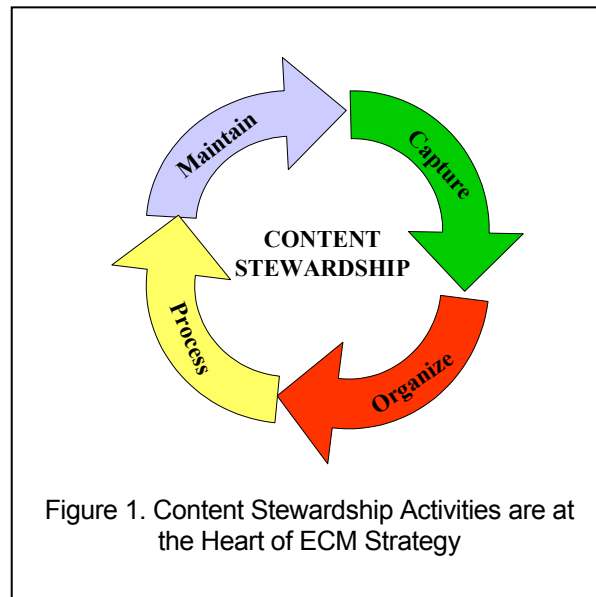 Maintain
Capture
CONTENT
STEWARDSHIP
Process
Organize
Figure 1. Content Stewardship Activities are at
the Heart of ECM Strategy